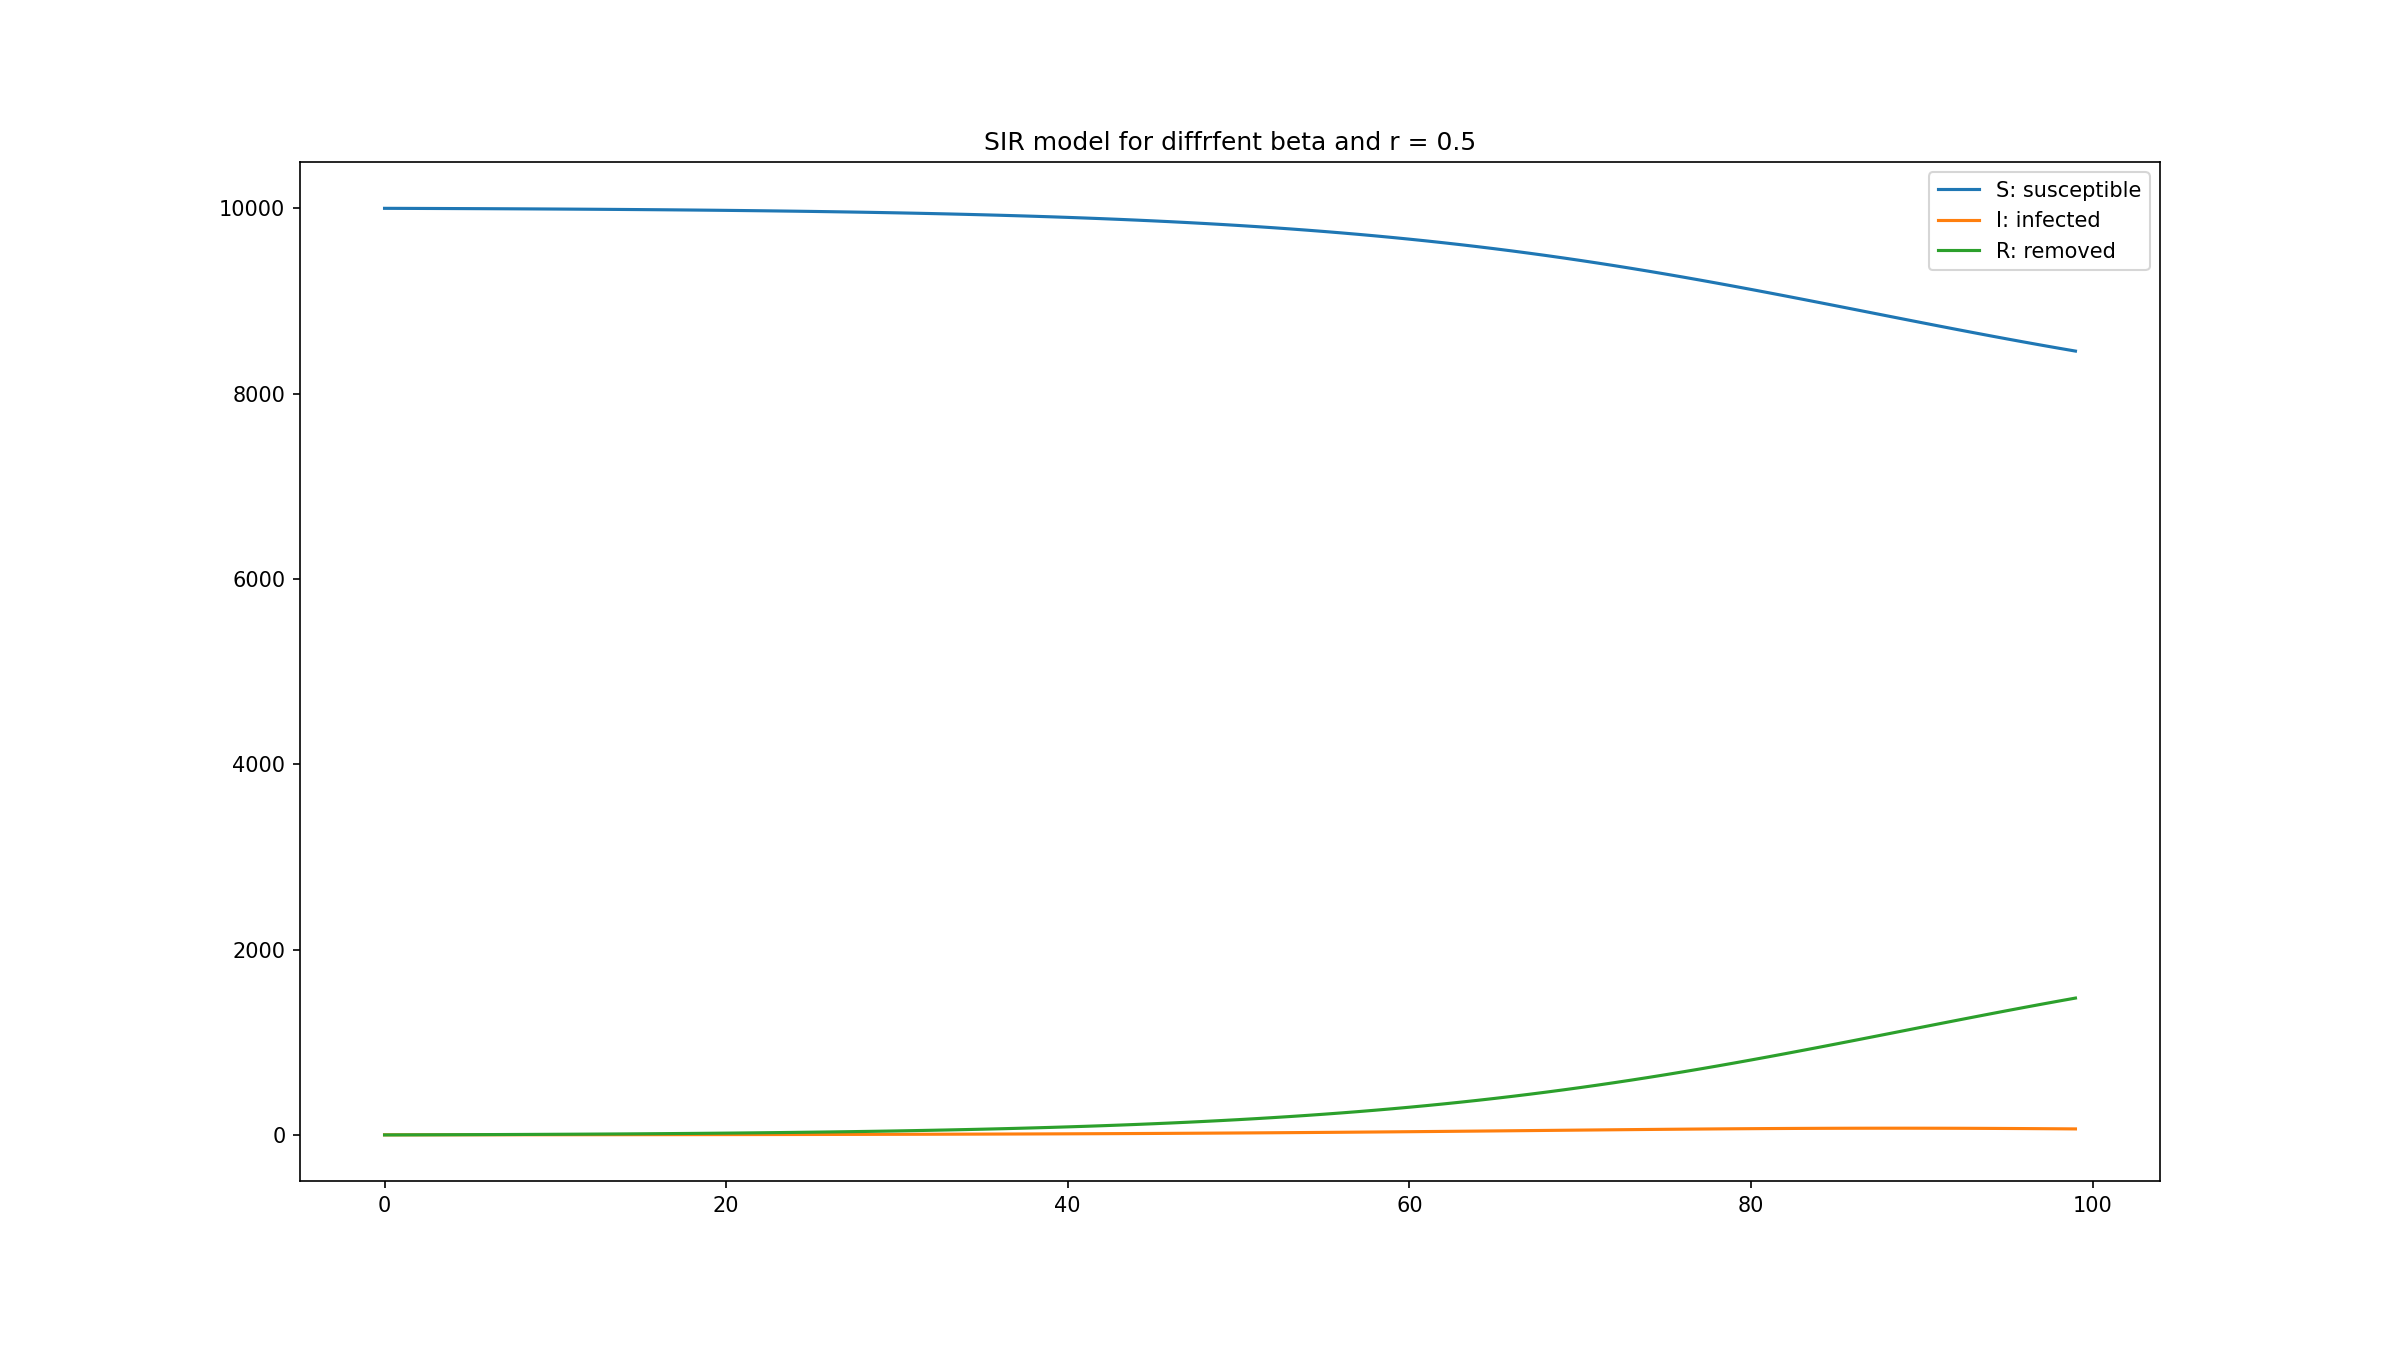 SIR model for diffrfent beta and r = 0.5
S: susceptible
I: infected
R: removed
10000
8000
6000
4000
2000
0
0 20 40 60 80 100